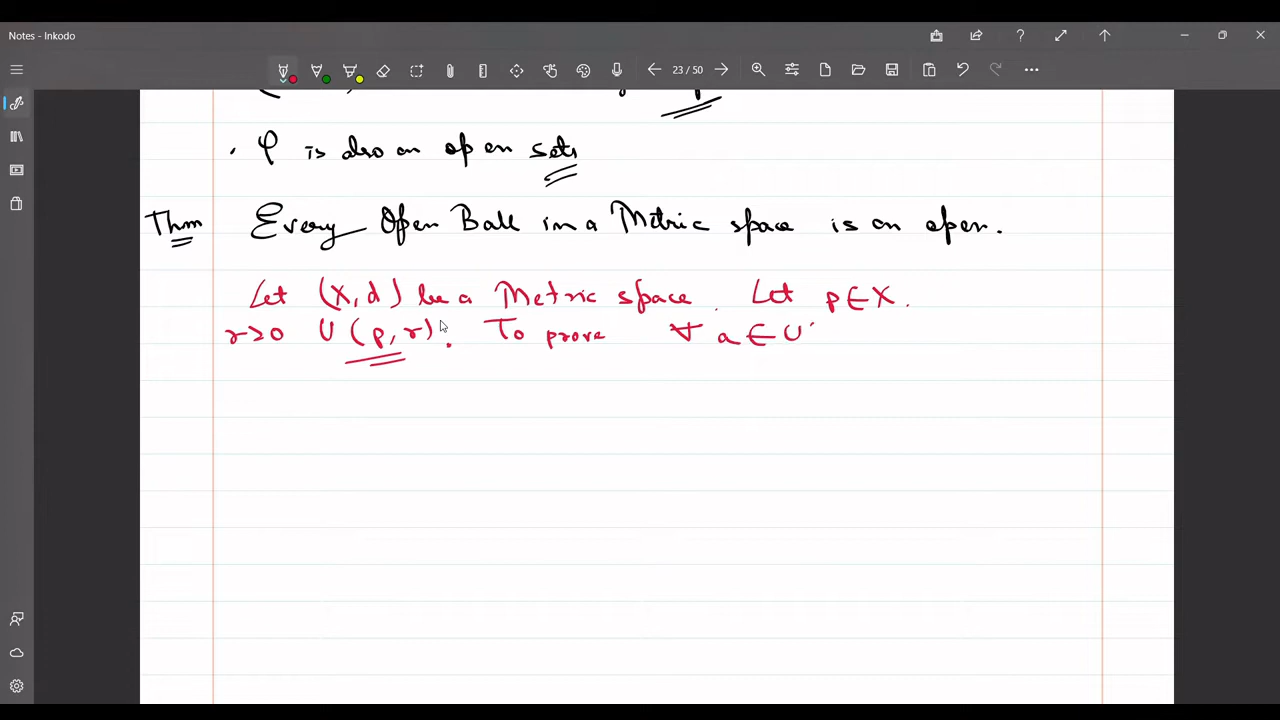 Notes - Inkodo
23 / 50
. φ is also an open sets
Thm Every Open Ball in a Metric space is an open.
Let (X, d) be a Metric space. Let p ∈ X.
r>0 U (p, r). To prove ∀ a ∈ U